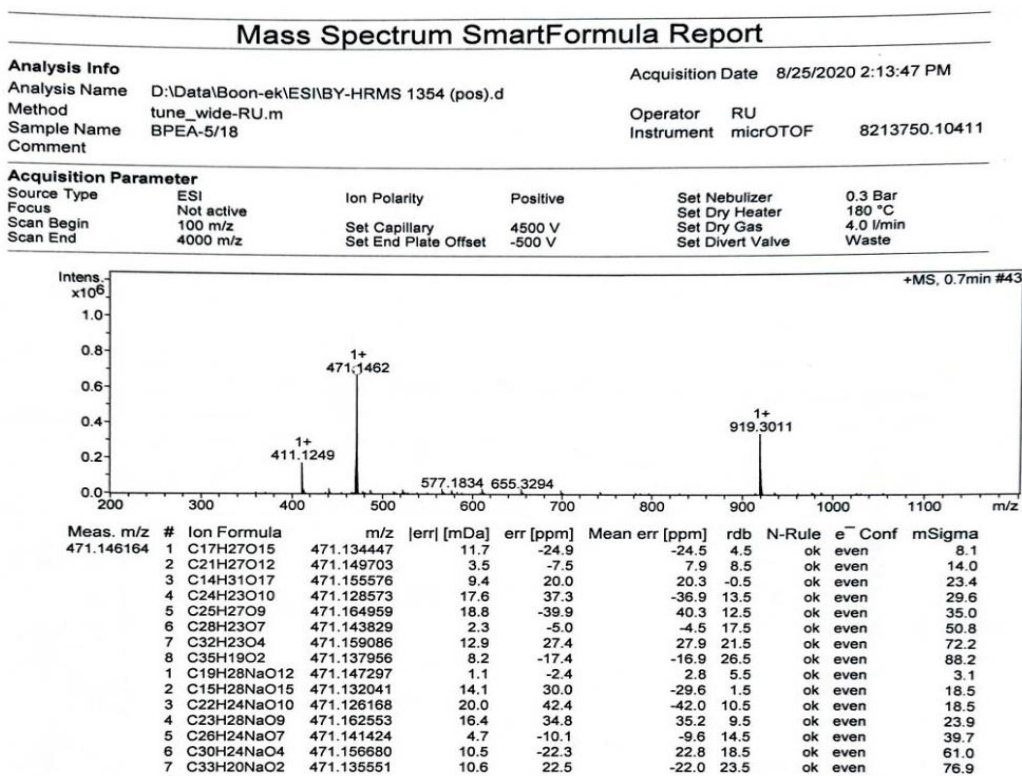 Mass Spectrum SmartFormula Report
Analysis Info
Acquisition Date 8/25/2020 2:13:47 PM
Analysis Name D:\Data\Boon-ek\ESI\BY-HRMS 1354 (pos).d
Method tune_wide-RU.m
Operator RU
Sample Name BPEA-5/18
Instrument micrOTOF 8213750.10411
Comment
Acquisition Parameter
Source Type ESI Ion Polarity Positive Set Nebulizer 0.3 Bar
Focus Not active Set Dry Heater 180 °C
Scan Begin 100 m/z Set Capillary 4500 V Set Dry Gas 4.0 l/min
Scan End 4000 m/z Set End Plate Offset -500 V Set Divert Valve Waste
Intens.
x10⁶
+MS, 0.7min #43
1.0
0.8
1+
471.1462
0.6
1+
919.3011
0.4
1+
411.1249
0.2
577.1834 655.3294
0.0
200 300 400 500 600 700 800 900 1000 1100 m/z
Meas. m/z # Ion Formula m/z |err| [mDa] err [ppm] Mean err [ppm] rdb N-Rule e⁻ Conf mSigma
471.146164 1 C17H27O15 471.134447 11.7 -24.9 -24.5 4.5 ok even 8.1
2 C21H27O12 471.149703 3.5 -7.5 7.9 8.5 ok even 14.0
3 C14H31O17 471.155576 9.4 20.0 20.3 -0.5 ok even 23.4
4 C24H23O10 471.128573 17.6 37.3 -36.9 13.5 ok even 29.6
5 C25H27O9 471.164959 18.8 -39.9 40.3 12.5 ok even 35.0
6 C28H23O7 471.143829 2.3 -5.0 -4.5 17.5 ok even 50.8
7 C32H23O4 471.159086 12.9 27.4 27.9 21.5 ok even 72.2
8 C35H19O2 471.137956 8.2 -17.4 -16.9 26.5 ok even 88.2
1 C19H28NaO12 471.147297 1.1 -2.4 2.8 5.5 ok even 3.1
2 C15H28NaO15 471.132041 14.1 30.0 -29.6 1.5 ok even 18.5
3 C22H24NaO10 471.126168 20.0 42.4 -42.0 10.5 ok even 18.5
4 C23H28NaO9 471.162553 16.4 34.8 35.2 9.5 ok even 23.9
5 C26H24NaO7 471.141424 4.7 -10.1 -9.6 14.5 ok even 39.7
6 C30H24NaO4 471.156680 10.5 -22.3 22.8 18.5 ok even 61.0
7 C33H20NaO2 471.135551 10.6 22.5 -22.0 23.5 ok even 76.9